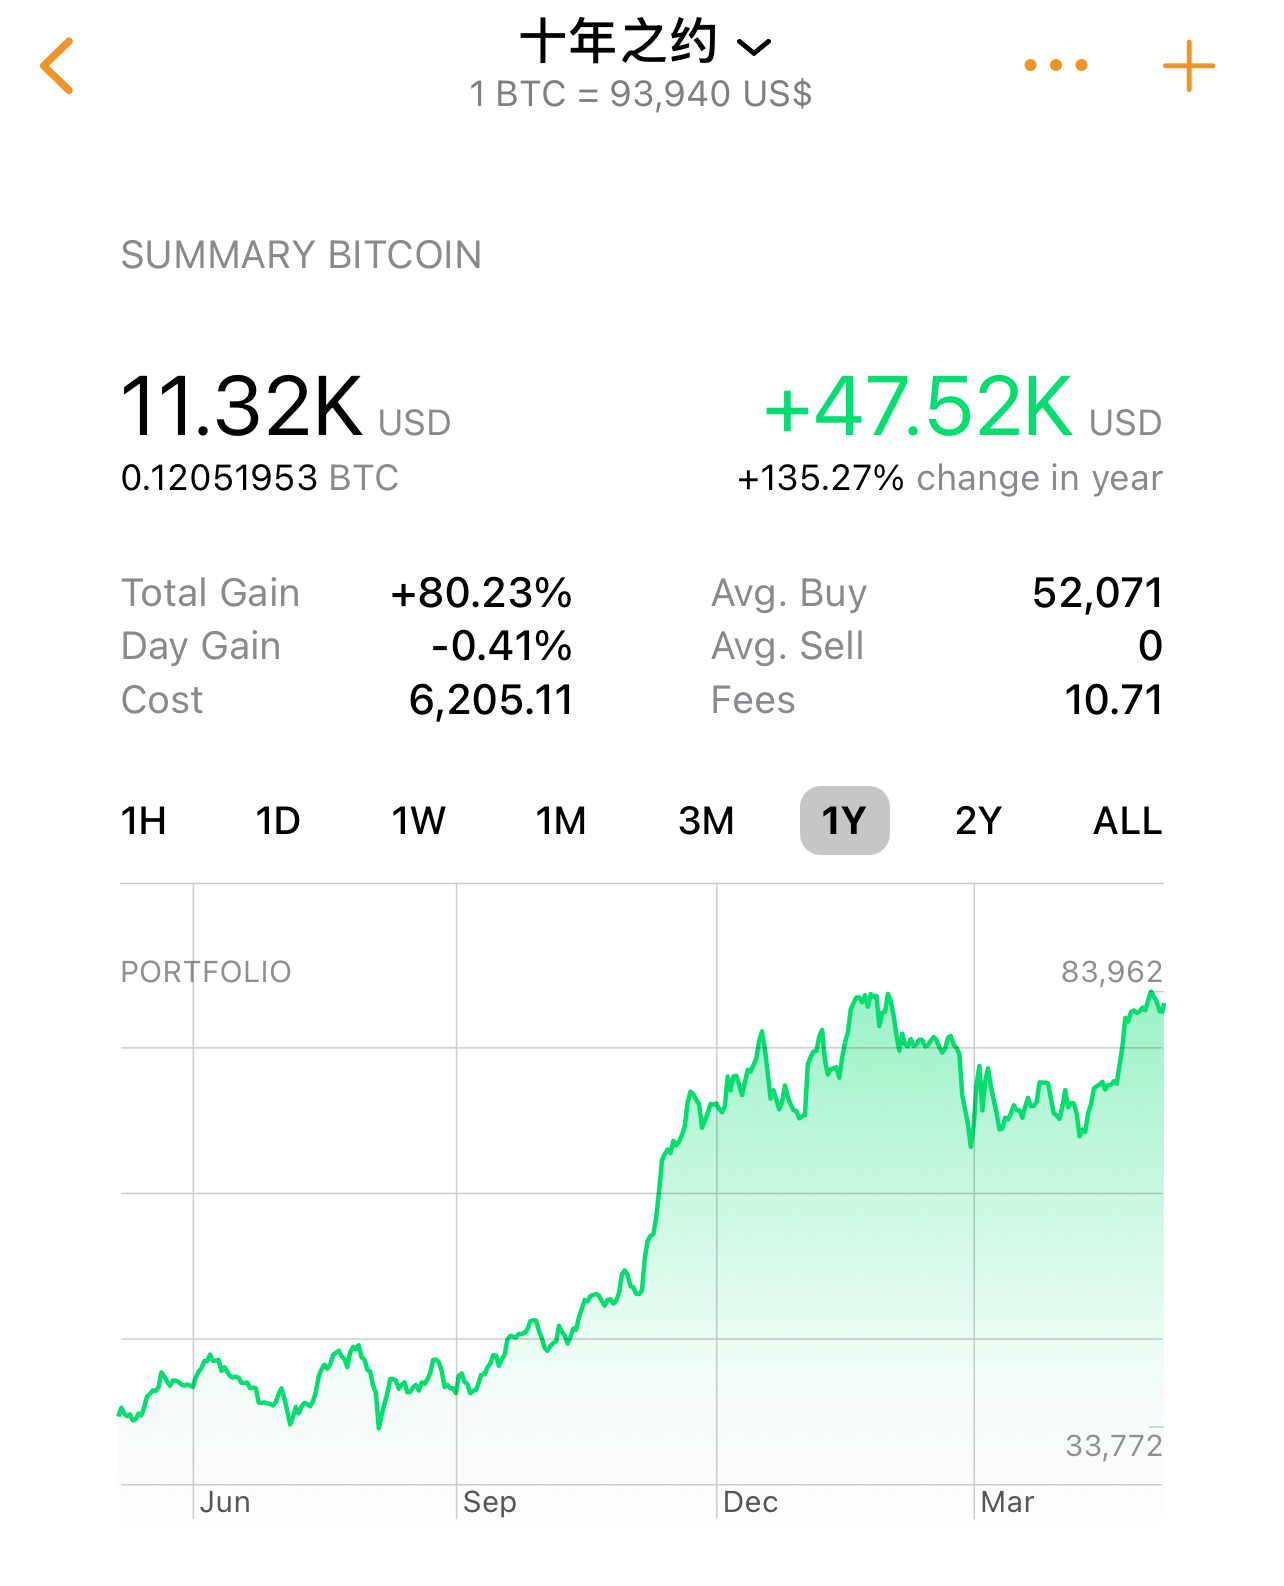 十年之约
1 BTC = 93,940 US$
SUMMARY BITCOIN
11.32K USD +47.52K USD
0.12051953 BTC +135.27% change in year
Total Gain +80.23% Avg. Buy 52,071
Day Gain -0.41% Avg. Sell 0
Cost 6,205.11 Fees 10.71
1H 1D 1W 1M 3M 1Y 2Y ALL
PORTFOLIO 83,962
33,772
Jun Sep Dec Mar